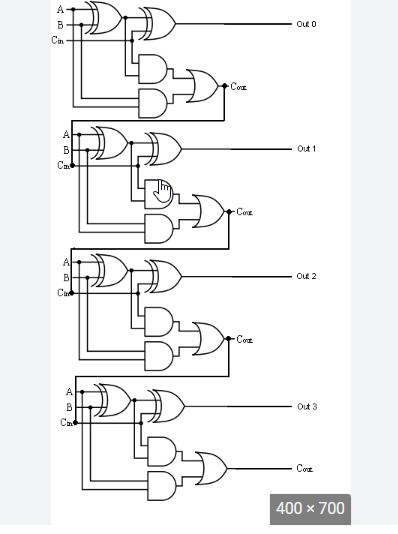 A
B
Cin
Out 0
Cout
A
B
Cin
Out 1
Cout
A
B
Cin
Out 2
Cout
A
B
Cin
Out 3
Cout
400 × 700